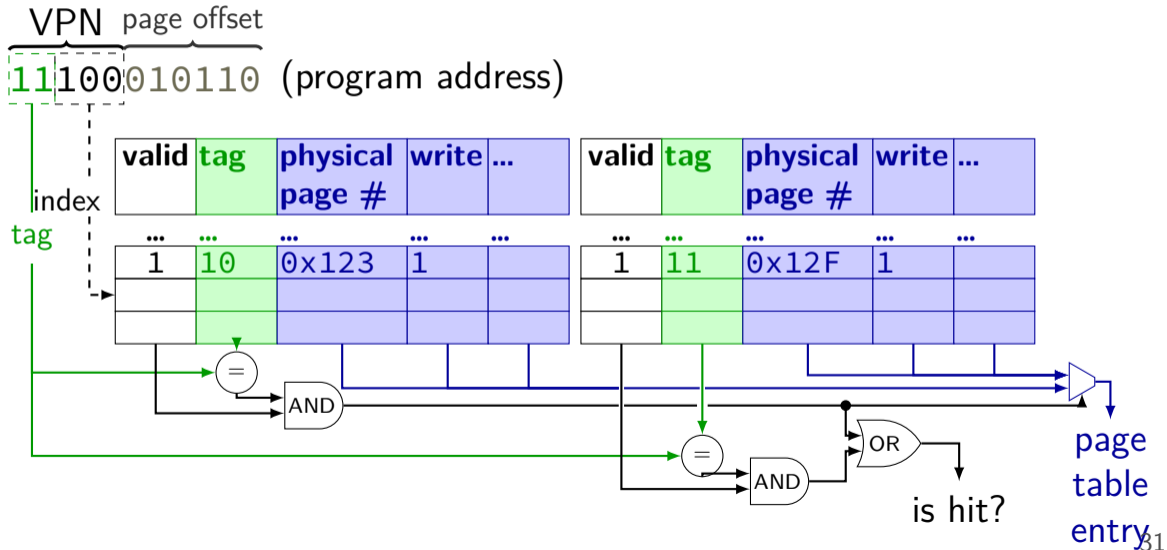 VPN page offset
11100010110 (program address)
valid tag physical page # write ... valid tag physical page # write ...
index
tag
... ... ... ... ... ... ... ... ... ...
1 10 0x123 1 1 11 0x12F 1
=
AND
=
AND
OR
is hit?
page
table
entry
31